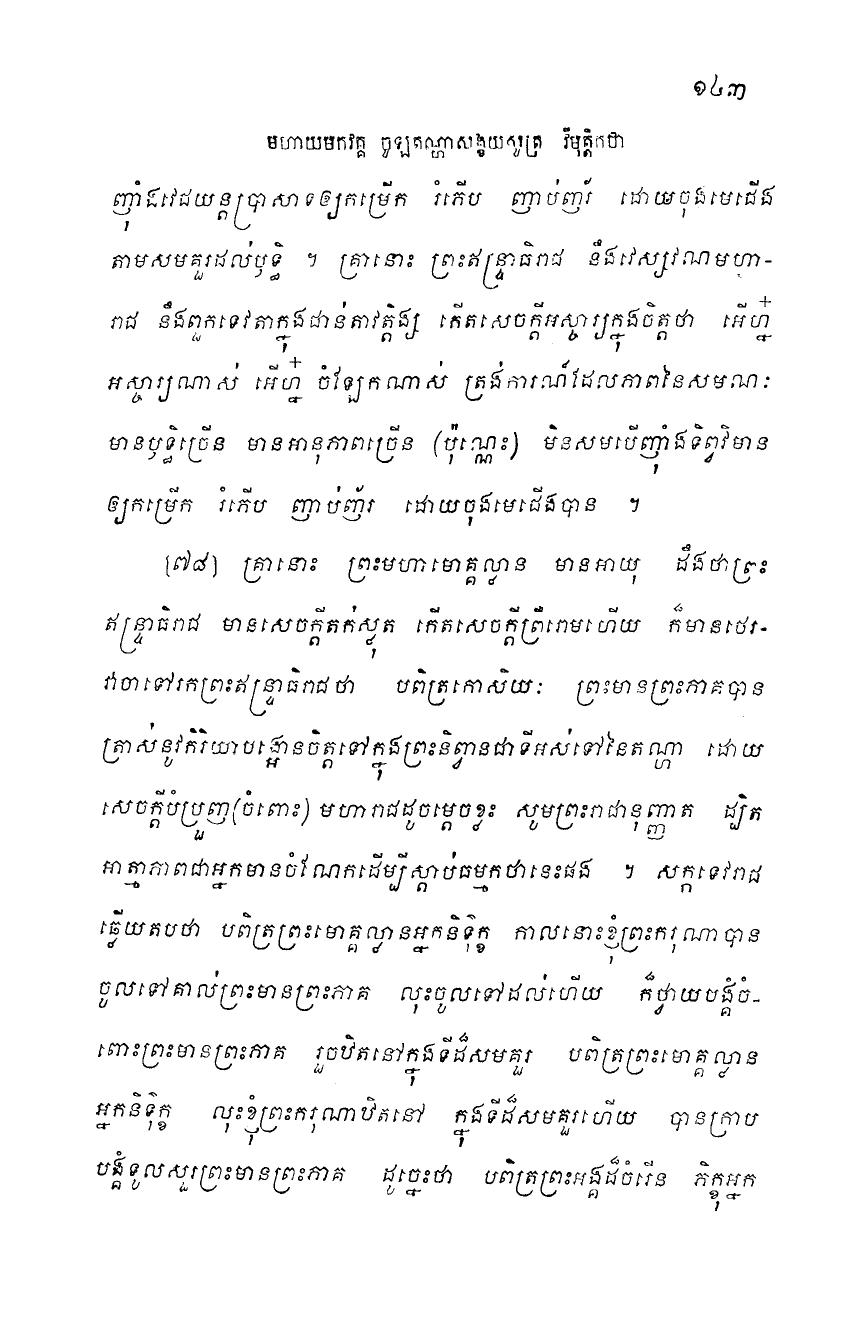 ១៤៣
មហាយមកវគ្គ ចូឡតណ្ហាសង្ខយសូត្រ វិមុត្តិកថា
ញ៉ាំងវេជយន្តប្រាសាទឲ្យកម្រើក រំភើប ញាប់ញ័រ ដោយចុងមេជើង
តាមសមគួរដល់ឫទ្ធិ ។ គ្រានោះ ព្រះឥន្ទ្រាធិរាជ នឹងវេស្សវណមហា-
រាជ នឹងពួកទេវតាក្នុងជាន់តាវត្តិង្ស កើតសេចក្តីអស្ចារ្យក្នុងចិត្តថា អើហ្ន៎
អស្ចារ្យណាស់ អើហ្ន៎ ចំឡែកណាស់ ត្រង់ការណ៍ដែលភាពនៃសមណៈ
មានឫទ្ធិច្រើន មានអានុភាពច្រើន (ប៉ុណ្ណេះ) មិនសមបើញ៉ាំងទិព្វវិមាន
ឲ្យកម្រើក រំភើប ញាប់ញ័រ ដោយចុងមេជើងបាន ។
[៧៨] គ្រានោះ ព្រះមហាមោគ្គល្លាន មានអាយុ ដឹងថាព្រះ
ឥន្ទ្រាធិរាជ មានសេចក្តីតក់ស្លុត កើតសេចក្តីព្រឺរោមហើយ ក៏មានថេរ-
វាចាទៅរកព្រះឥន្ទ្រាធិរាជថា បពិត្រកោសិយៈ ព្រះមានព្រះភាគបាន
ត្រាស់នូវកិរិយាបង្អោនចិត្តទៅក្នុងព្រះនិព្វានជាទីអស់ទៅនៃតណ្ហា ដោយ
សេចក្តីបំប្រួញ(ចំពោះ) មហារាជដូចម្តេចខ្លះ សូមព្រះរាជានុញ្ញាត ដ្បិត
អាត្មាភាពជាអ្នកមានចំណែកដើម្បីស្តាប់ធម្មកថានេះផង ។ សក្កទេវរាជ
ធ្លើយតបថា បពិត្រព្រះមោគ្គល្លានអ្នកនិទ៌ុក្ខ កាលនោះខ្ញុំព្រះករុណាបាន
ចូលទៅគាល់ព្រះមានព្រះភាគ លុះចូលទៅដល់ហើយ ក៏ថ្វាយបង្គំចំ-
ពោះព្រះមានព្រះភាគ រួចឋិតនៅក្នុងទីដ៏សមគួរ បពិត្រព្រះមោគ្គល្លាន
អ្នកនិទ៌ុក្ខ លុះខ្ញុំព្រះករុណាឋិតនៅ ក្នុងទីដ៏សមគួរហើយ បានក្រាប
បង្គំទូលសួរព្រះមានព្រះភាគ ដូច្នេះថា បពិត្រព្រះអង្គដ៏ចំរើន ភិក្ខុអ្នក